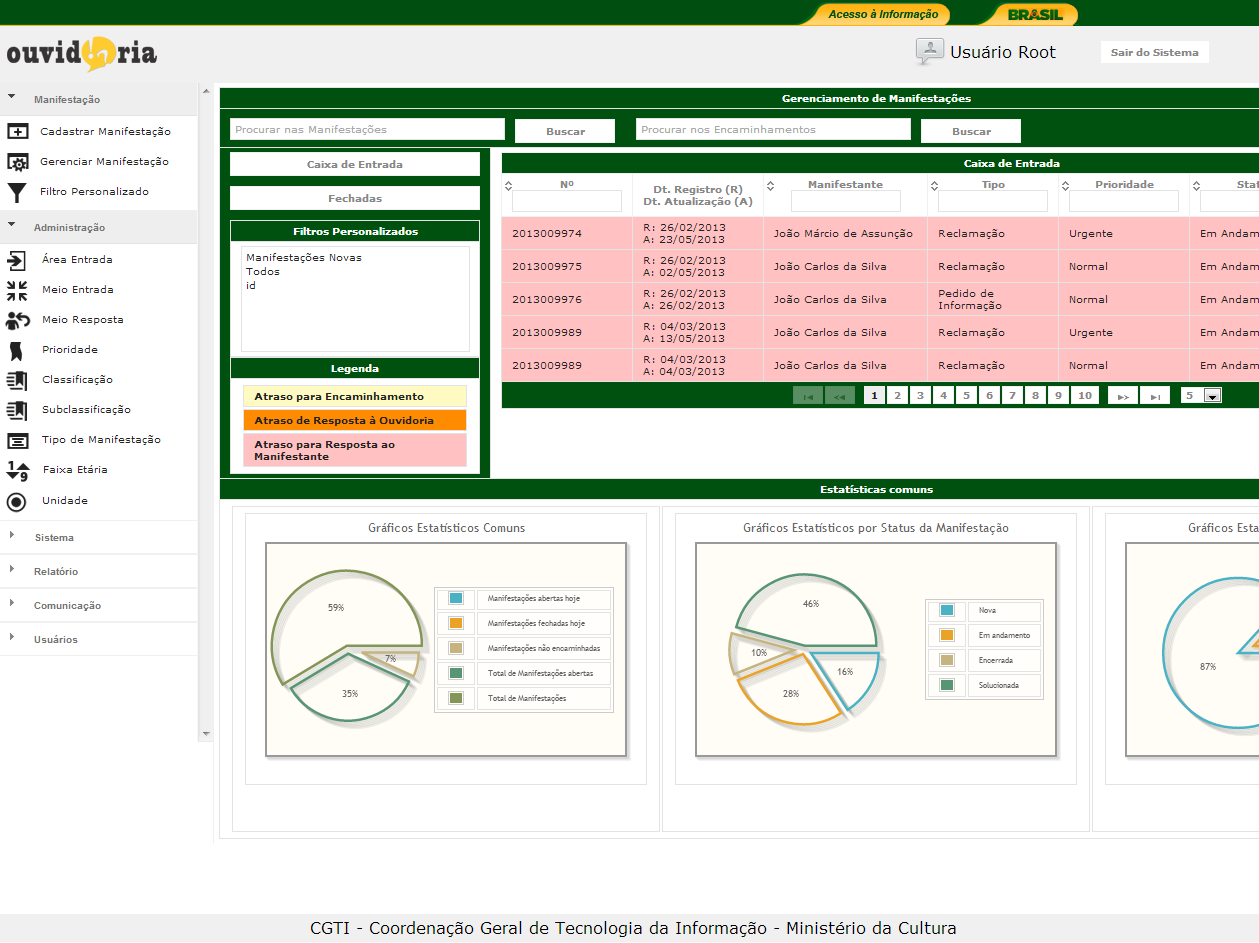 Acesso à Informação
BRASIL
ouvidoria
Usuário Root
Sair do Sistema
Manifestação
Cadastrar Manifestação
Gerenciar Manifestação
Filtro Personalizado
Administração
Área Entrada
Meio Entrada
Meio Resposta
Prioridade
Classificação
Subclassificação
Tipo de Manifestação
Faixa Etária
Unidade
Sistema
Relatório
Comunicação
Usuários
Gerenciamento de Manifestações
Procurar nas Manifestações
Buscar
Procurar nos Encaminhamentos
Buscar
Caixa de Entrada
Fechadas
Filtros Personalizados
Manifestações Novas
Todos
id
Legenda
Atraso para Encaminhamento
Atraso de Resposta à Ouvidoria
Atraso para Resposta ao
Manifestante
Caixa de Entrada
Nº Dt. Registro (R) Manifestante Tipo Prioridade Stat
Dt. Atualização (A)
2013009974 R: 26/02/2013 João Márcio de Assunção Reclamação Urgente Em Andam
A: 23/05/2013
2013009975 R: 26/02/2013 João Carlos da Silva Reclamação Normal Em Andam
A: 02/05/2013
2013009976 R: 26/02/2013 João Carlos da Silva Pedido de Normal Em Andam
A: 26/02/2013 Informação
2013009989 R: 04/03/2013 João Carlos da Silva Reclamação Urgente Em Andam
A: 13/05/2013
2013009989 R: 04/03/2013 João Carlos da Silva Reclamação Normal Em Andam
A: 04/03/2013
1 2 3 4 5 6 7 8 9 10 5
Estatísticas comuns
Gráficos Estatísticos Comuns
59%
7%
35%
Manifestações abertas hoje
Manifestações fechadas hoje
Manifestações não encaminhadas
Total de Manifestações abertas
Total de Manifestações
Gráficos Estatísticos por Status da Manifestação
46%
10%
16%
28%
Nova
Em andamento
Encerrada
Solucionada
Gráficos Esta
87%
CGTI - Coordenação Geral de Tecnologia da Informação - Ministério da Cultura